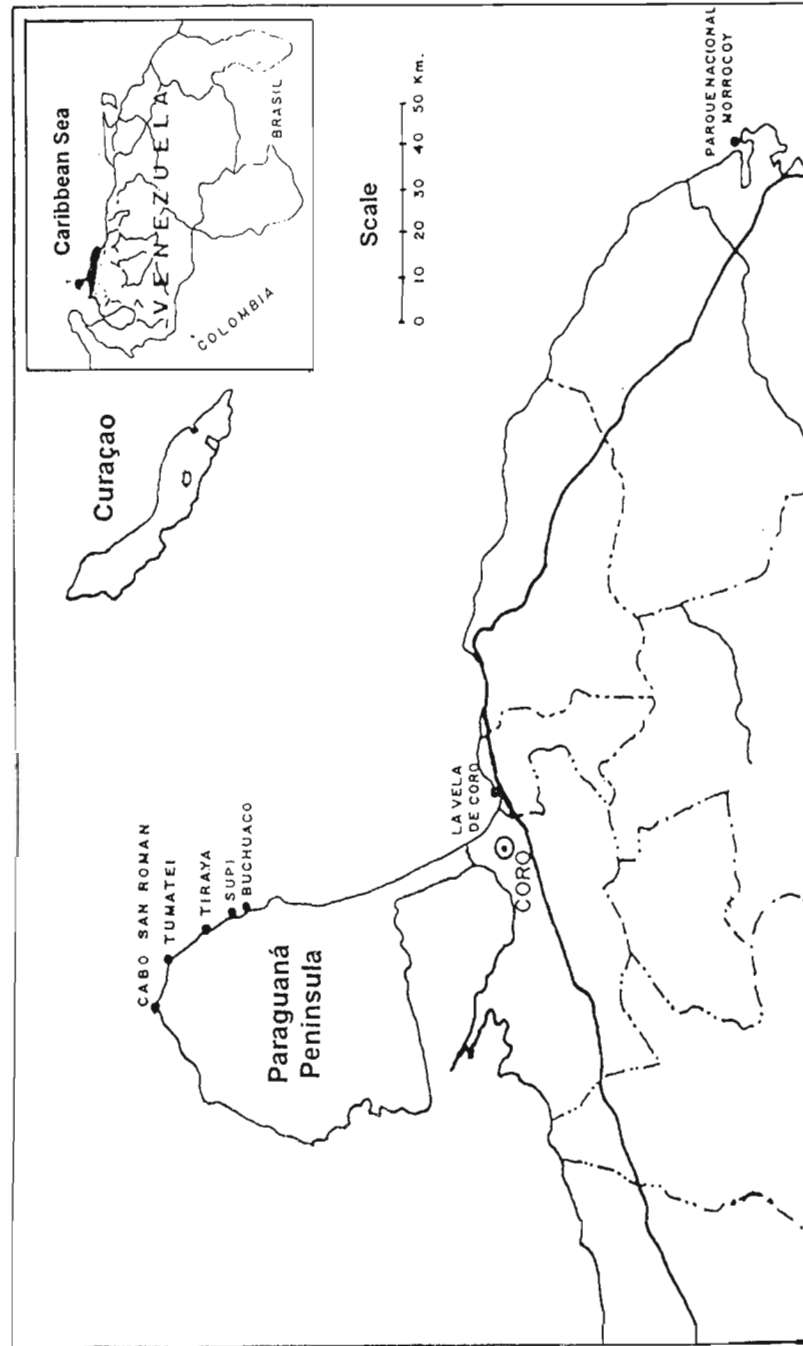 Caribbean Sea
VENEZUELA
COLOMBIA
BRASIL
Curaçao
Scale
0 10 20 30 40 50 Km.
CABO SAN ROMAN
TUMATEI
TIRAYA
SUPI
BUCHUACO
Paraguaná
Peninsula
LA VELA
DE CORO
CORO
PARQUE NACIONAL
MORROCOY